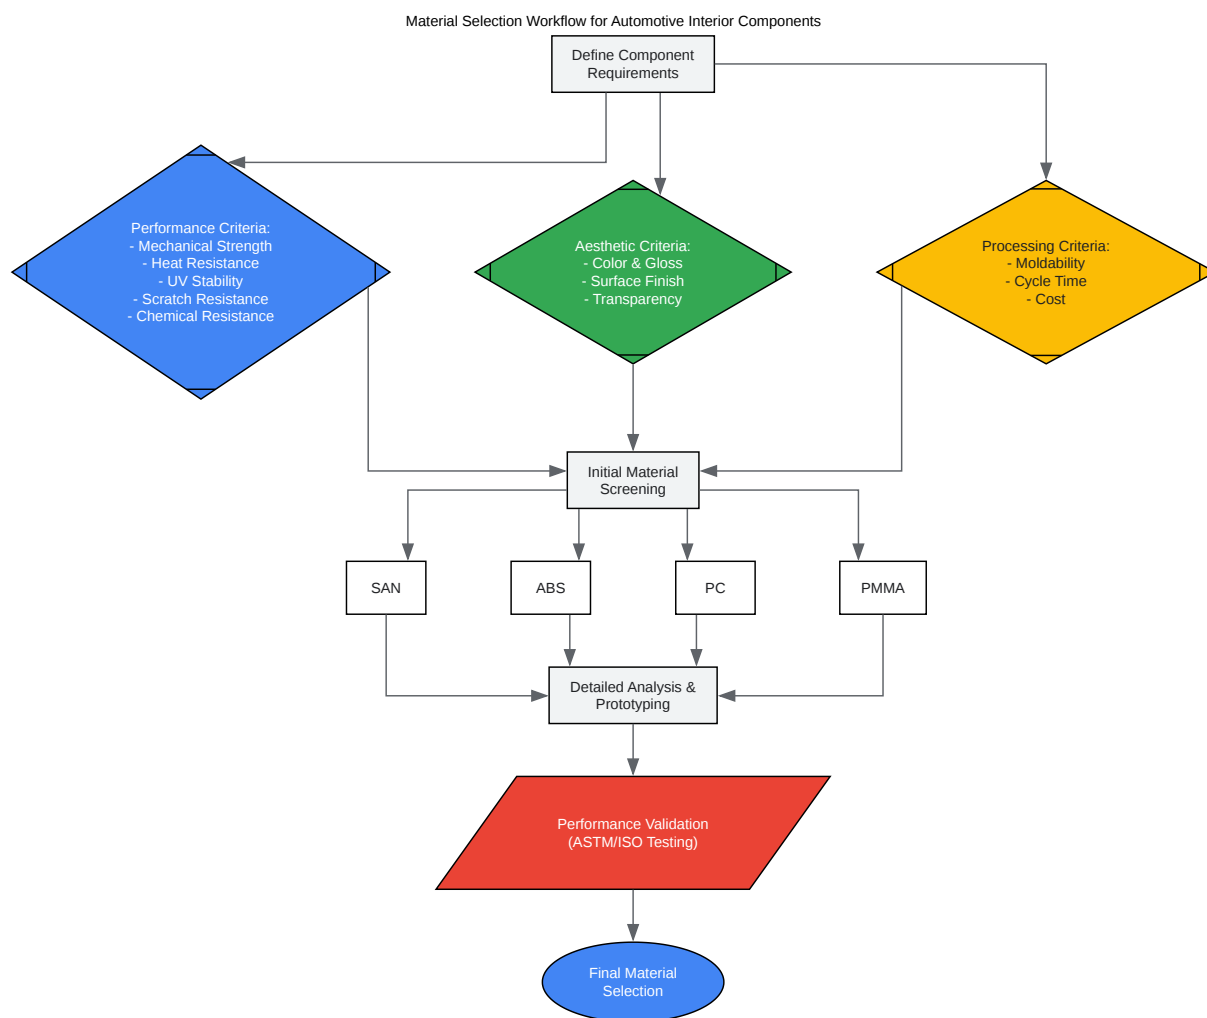 Material Selection Workflow for Automotive Interior Components
Define Component
Requirements
Performance Criteria:
- Mechanical Strength
- Heat Resistance
- UV Stability
- Scratch Resistance
- Chemical Resistance
Aesthetic Criteria:
- Color & Gloss
- Surface Finish
- Transparency
Processing Criteria:
- Moldability
- Cycle Time
- Cost
Initial Material
Screening
SAN
ABS
PC
PMMA
Detailed Analysis &
Prototyping
Performance Validation
(ASTM/ISO Testing)
Final Material
Selection